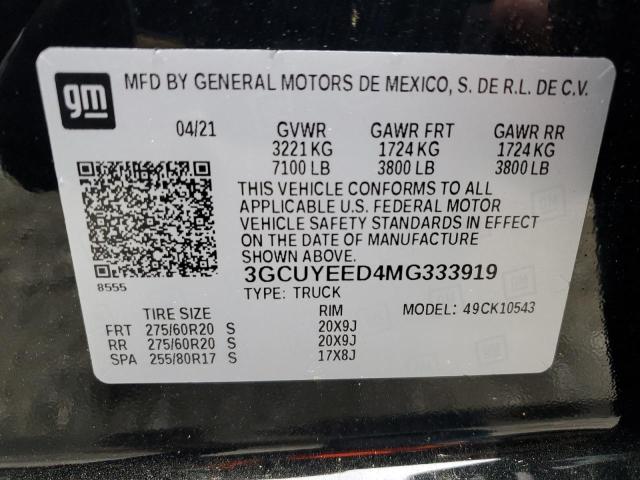 gm
MFD BY GENERAL MOTORS DE MEXICO, S. DE R.L. DE C.V.
04/21 GVWR GAWR FRT GAWR RR
3221 KG 1724 KG 1724 KG
7100 LB 3800 LB 3800 LB
THIS VEHICLE CONFORMS TO ALL
APPLICABLE U.S. FEDERAL MOTOR
VEHICLE SAFETY STANDARDS IN EFFECT
ON THE DATE OF MANUFACTURE
SHOWN ABOVE.
8555 3GCUYEED4MG333919
TYPE: TRUCK
TIRE SIZE RIM MODEL: 49CK10543
FRT 275/60R20 S 20X9J
RR 275/60R20 S 20X9J
SPA 255/80R17 S 17X8J